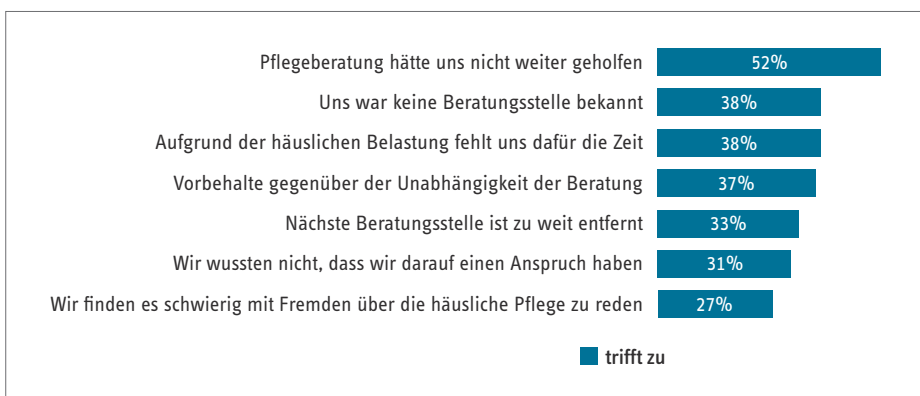 Pflegeberatung hätte uns nicht weiter geholfen 52%
Uns war keine Beratungsstelle bekannt 38%
Aufgrund der häuslichen Belastung fehlt uns dafür die Zeit 38%
Vorbehalte gegenüber der Unabhängigkeit der Beratung 37%
Nächste Beratungsstelle ist zu weit entfernt 33%
Wir wussten nicht, dass wir darauf einen Anspruch haben 31%
Wir finden es schwierig mit Fremden über die häusliche Pflege zu reden 27%
trifft zu